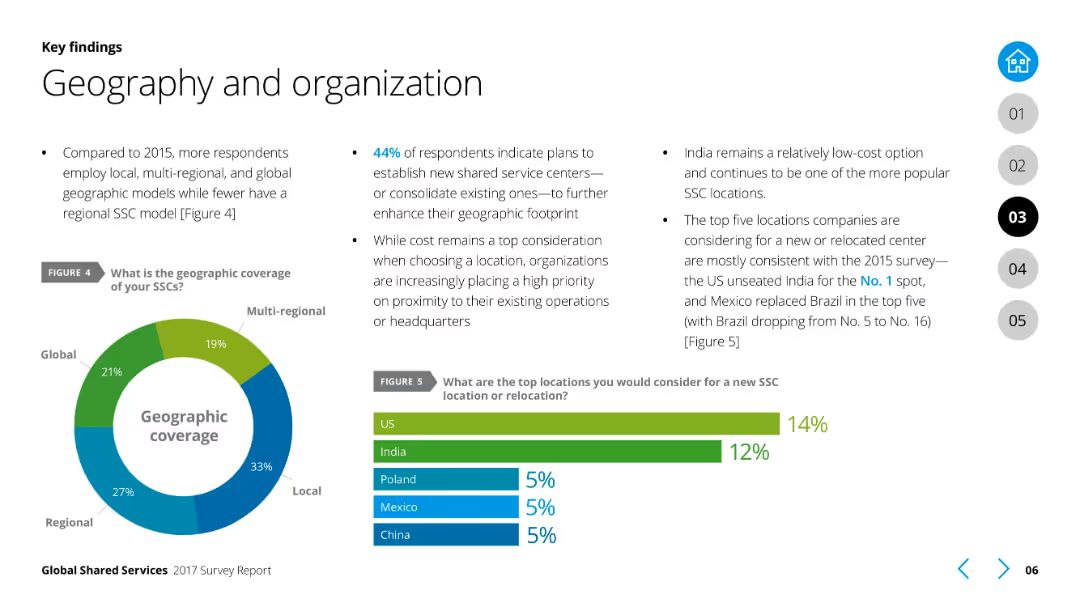 Key findings
Geography and organization
• Compared to 2015, more respondents
employ local, multi-regional, and global
geographic models while fewer have a
regional SSC model [Figure 4]
FIGURE 4 What is the geographic coverage
of your SSCs?
Multi-regional
19%
Global
21%
Geographic
coverage
33%
Local
27%
Regional
• 44% of respondents indicate plans to
establish new shared service centers—
or consolidate existing ones—to further
enhance their geographic footprint
• While cost remains a top consideration
when choosing a location, organizations
are increasingly placing a high priority
on proximity to their existing operations
or headquarters
• India remains a relatively low-cost option
and continues to be one of the more popular
SSC locations.
• The top five locations companies are
considering for a new or relocated center
are mostly consistent with the 2015 survey—
the US unseated India for the No. 1 spot,
and Mexico replaced Brazil in the top five
(with Brazil dropping from No. 5 to No. 16)
[Figure 5]
FIGURE 5 What are the top locations you would consider for a new SSC
location or relocation?
US 14%
India 12%
Poland 5%
Mexico 5%
China 5%
01
02
03
04
05
Global Shared Services 2017 Survey Report
06